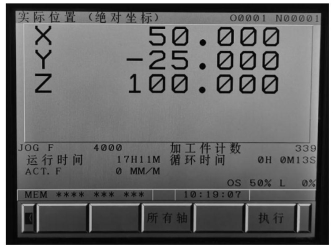 实际位置（绝对坐标） O0001 N00001
X 50.000
Y -25.000
Z 100.000
JOG F 4000 加工件计数 339
运行时间 17H11M 循环时间 0H 0M13S
ACT.F 0 MM/M
OS 50% L 0%
MEM **** *** *** 10:19:07
所有轴 执行